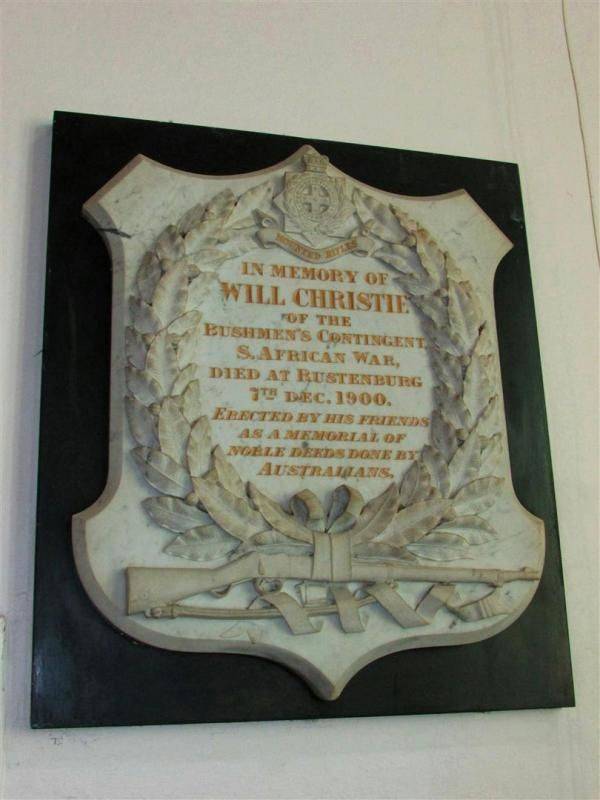 MOUNTED RIFLES
IN MEMORY OF
WILL CHRISTIE
OF THE
BUSHMEN'S CONTINGENT,
S. AFRICAN WAR,
DIED AT RUSTENBURG
7TH DEC. 1900.
ERECTED BY HIS FRIENDS
AS A MEMORIAL OF
NOBLE DEEDS DONE BY
AUSTRALIANS.